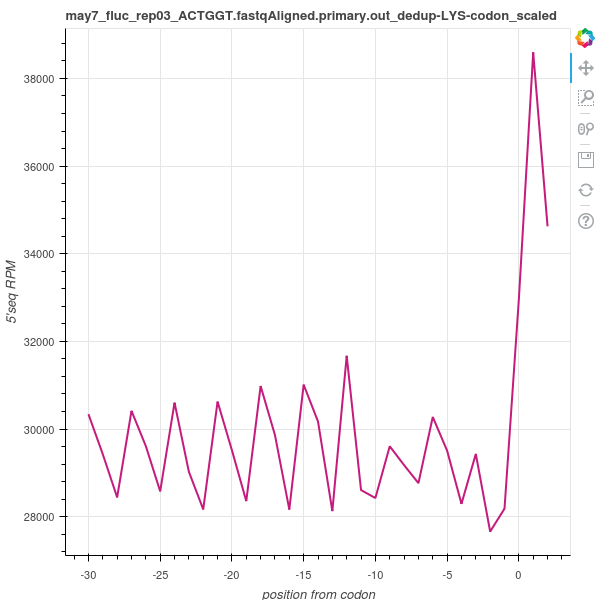 may7_fluc_rep03_ACTGGT.fastqAligned.primary.out_dedup-LYS-codon_scaled
38000
36000
34000
32000
30000
28000
5'seq RPM
-30 -25 -20 -15 -10 -5 0
position from codon